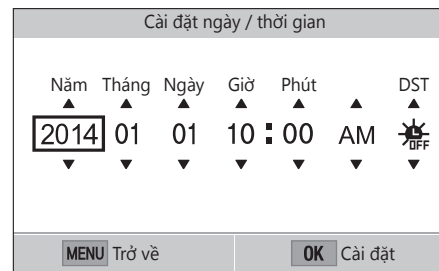 Cài đặt ngày / thời gian
Năm Tháng Ngày Giờ Phút DST
2014 01 01 10 : 00 AM OFF
MENU Trở về OK Cài đặt